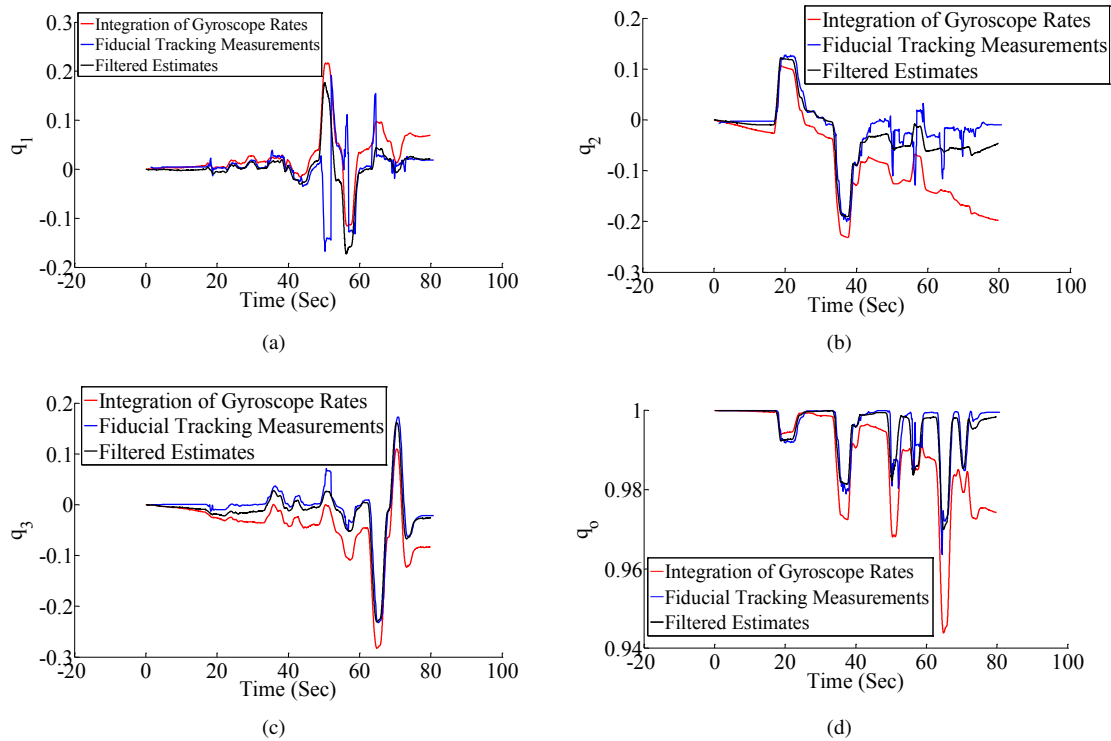 0.3
Integration of Gyroscope Rates
Fiducial Tracking Measurements
Filtered Estimates
0.2
0.1
0
-0.1
-0.2
q1
-20 0 20 40 60 80 100
Time (Sec)
(a)
0.2
Integration of Gyroscope Rates
Fiducial Tracking Measurements
Filtered Estimates
0.1
0
-0.1
-0.2
-0.3
q2
-20 0 20 40 60 80 100
Time (Sec)
(b)
Integration of Gyroscope Rates
Fiducial Tracking Measurements
Filtered Estimates
0.2
0.1
0
-0.1
-0.2
-0.3
q3
-20 0 20 40 60 80 100
Time (Sec)
(c)
1
0.98
0.96
0.94
qo
Integration of Gyroscope Rates
Fiducial Tracking Measurements
Filtered Estimates
-20 0 20 40 60 80 100
Time (Sec)
(d)